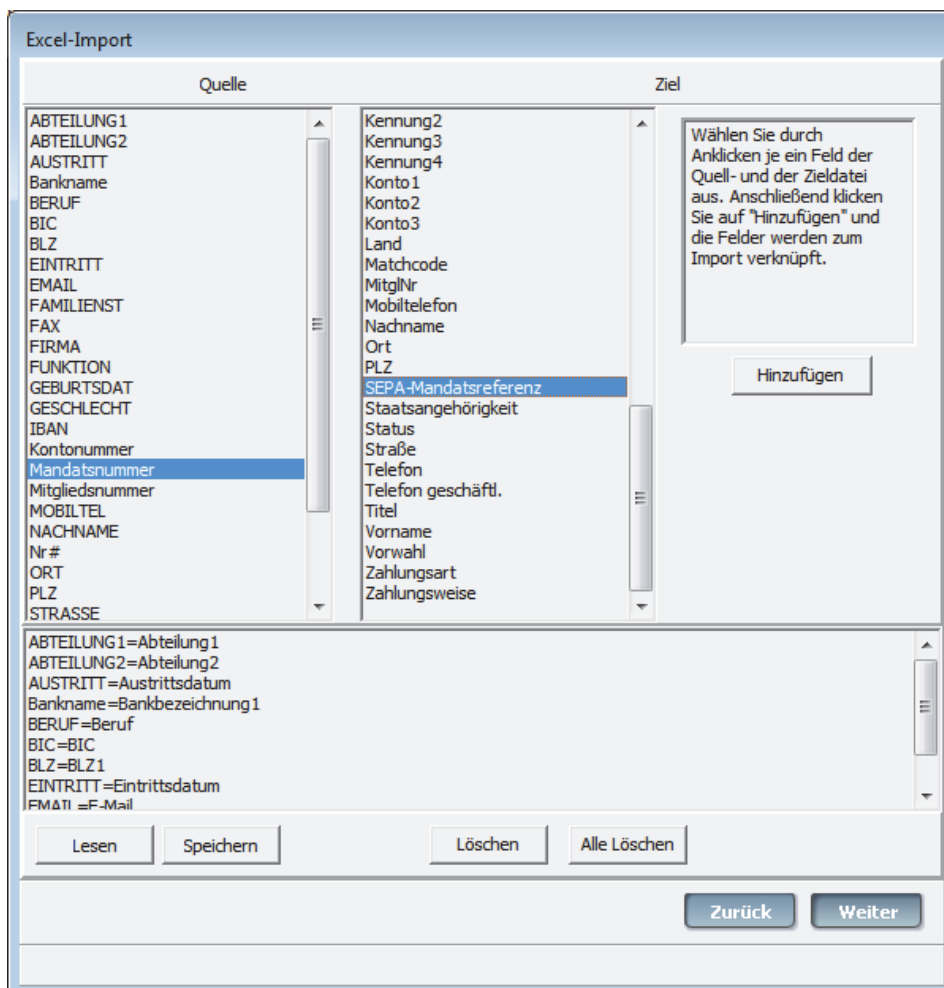 Excel-Import
Quelle
Ziel
ABTEILUNG1
ABTEILUNG2
AUSTRITT
Bankname
BERUF
BIC
BLZ
EINTRITT
EMAIL
FAMILIENST
FAX
FIRMA
FUNKTION
GEBURTSDAT
GESCHLECHT
IBAN
Kontonummer
Mandatsnummer
Mitgliedsnummer
MOBILTEL
NACHNAME
Nr#
ORT
PLZ
STRASSE
Kennung2
Kennung3
Kennung4
Konto1
Konto2
Konto3
Land
Matchcode
MitglNr
Mobiltelefon
Nachname
Ort
PLZ
SEPA-Mandatsreferenz
Staatsangehörigkeit
Status
Straße
Telefon
Telefon geschäftl.
Titel
Vorname
Vorwahl
Zahlungsart
Zahlungsweise
Wählen Sie durch
Anklicken je ein Feld der
Quell- und der Zieldatei
aus. Anschließend klicken
Sie auf "Hinzufügen" und
die Felder werden zum
Import verknüpft.
Hinzufügen
ABTEILUNG1=Abteilung1
ABTEILUNG2=Abteilung2
AUSTRITT=Austrittsdatum
Bankname=Bankbezeichnung1
BERUF=Beruf
BIC=BIC
BLZ=BLZ1
EINTRITT=Eintrittsdatum
EMAIL=E-Mail
Lesen
Speichern
Löschen
Alle Löschen
Zurück
Weiter